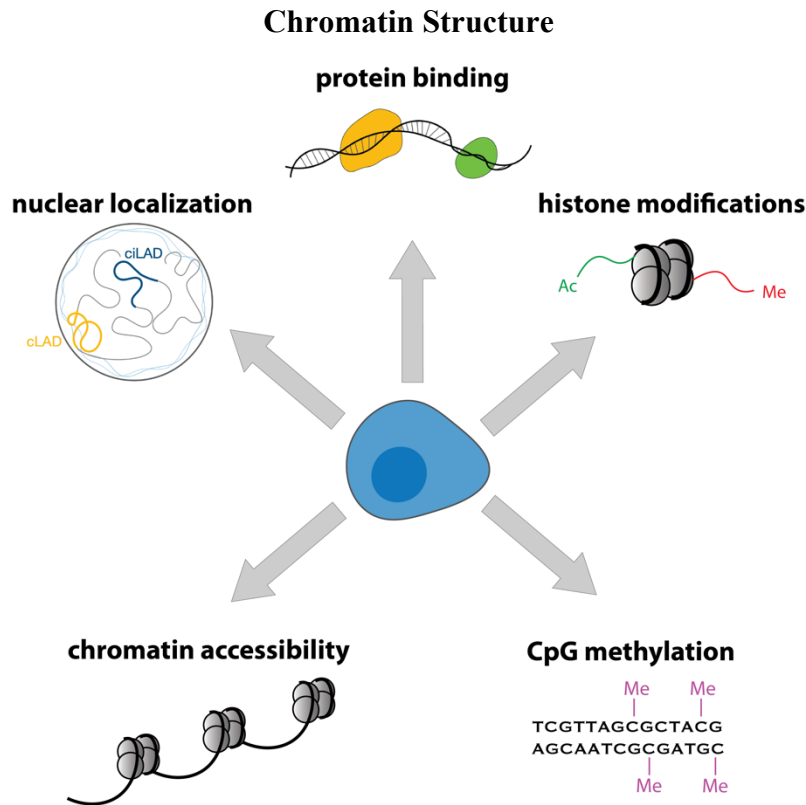 Chromatin Structure
protein binding
nuclear localization
histone modifications
ciLAD
cLAD
Ac
Me
chromatin accessibility
CpG methylation
Me Me
TCGTTAGCGCTACG
AGCAATCGCGATGC
Me Me